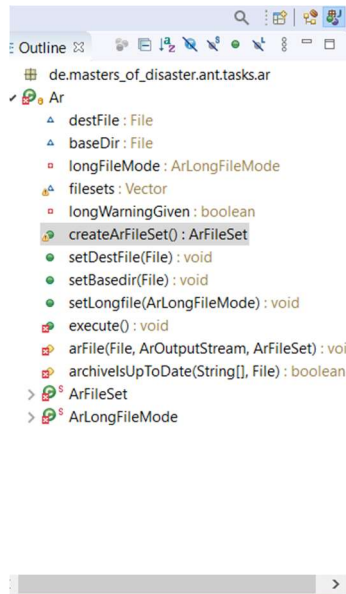 Outline
de.masters_of_disaster.ant.tasks.ar
Ar
destFile : File
baseDir : File
longFileMode : ArLongFileMode
filesets : Vector
longWarningGiven : boolean
createArFileSet() : ArFileSet
setDestFile(File) : void
setBasedir(File) : void
setLongfile(ArLongFileMode) : void
execute() : void
arFile(File, ArOutputStream, ArFileSet) : voi
archiveIsUpToDate(String[], File) : boolean
S ArFileSet
S ArLongFileMode